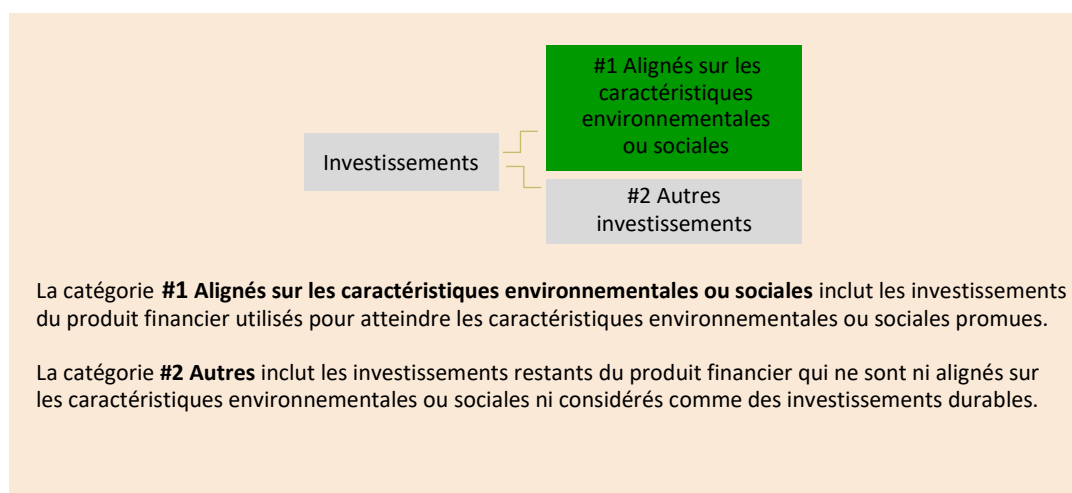 #1 Alignés sur les
caractéristiques
environnementales
ou sociales
Investissements
#2 Autres
investissements
La catégorie #1 Alignés sur les caractéristiques environnementales ou sociales inclut les investissements
du produit financier utilisés pour atteindre les caractéristiques environnementales ou sociales promues.
La catégorie #2 Autres inclut les investissements restants du produit financier qui ne sont ni alignés sur
les caractéristiques environnementales ou sociales ni considérés comme des investissements durables.